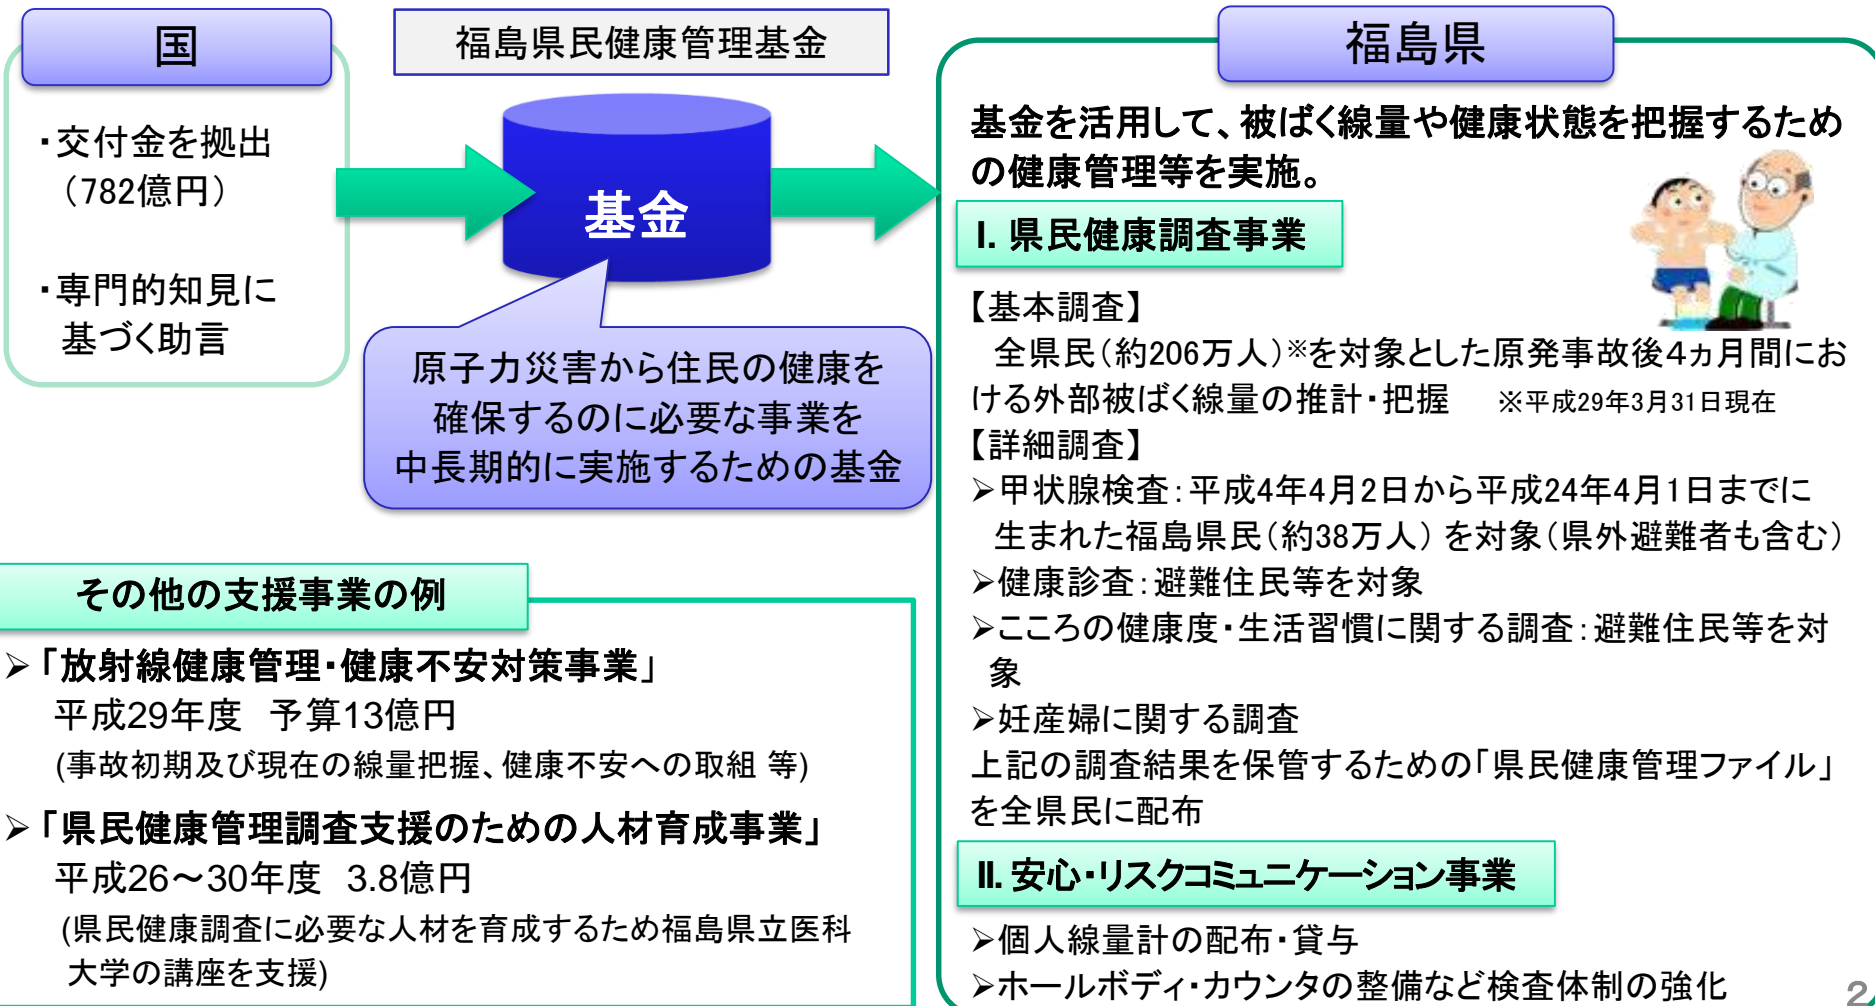 国
・交付金を拠出
（782億円）
・専門的知見に
基づく助言
福島県民健康管理基金
基金
原子力災害から住民の健康を
確保するのに必要な事業を
中長期的に実施するための基金
その他の支援事業の例
➢「放射線健康管理・健康不安対策事業」
平成29年度　予算13億円
(事故初期及び現在の線量把握、健康不安への取組 等)
➢「県民健康管理調査支援のための人材育成事業」
平成26～30年度　3.8億円
(県民健康調査に必要な人材を育成するため福島県立医科
大学の講座を支援)
福島県
基金を活用して、被ばく線量や健康状態を把握するため
の健康管理等を実施。
Ⅰ. 県民健康調査事業
【基本調査】
全県民（約206万人）※を対象とした原発事故後４ヵ月間にお
ける外部被ばく線量の推計・把握　※平成29年3月31日現在
【詳細調査】
➢甲状腺検査：平成4年4月2日から平成24年4月1日までに
生まれた福島県民（約38万人） を対象（県外避難者も含む）
➢健康診査：避難住民等を対象
➢こころの健康度・生活習慣に関する調査：避難住民等を対
象
➢妊産婦に関する調査
上記の調査結果を保管するための「県民健康管理ファイル」
を全県民に配布
Ⅱ. 安心・リスクコミュニケーション事業
➢個人線量計の配布・貸与
➢ホールボディ・カウンタの整備など検査体制の強化
2